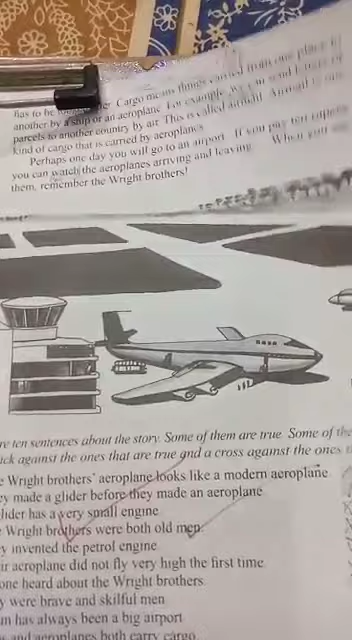 has to be        Cargo means things carried from one place to
another by a ship or an aeroplane. For example, we can send letters or
parcels to another country by air. This is called airmail. Airmail is one
kind of cargo that is carried by aeroplanes.
Perhaps one day you will go to an airport. If you pay ten rupees
you can watch the aeroplanes arriving and leaving. When you see
them, remember the Wright brothers!
re ten sentences about the story. Some of them are true. Some of the
ick against the ones that are true and a cross against the ones
e Wright brothers' aeroplane looks like a modern aeroplane
ey made a glider before they made an aeroplane
lider has a very small engine
e Wright brothers were both old men.
ey invented the petrol engine
ir aeroplane did not fly very high the first time
one heard about the Wright brothers
y were brave and skilful men
m has always been a big airport
s and aeroplanes both carry cargo